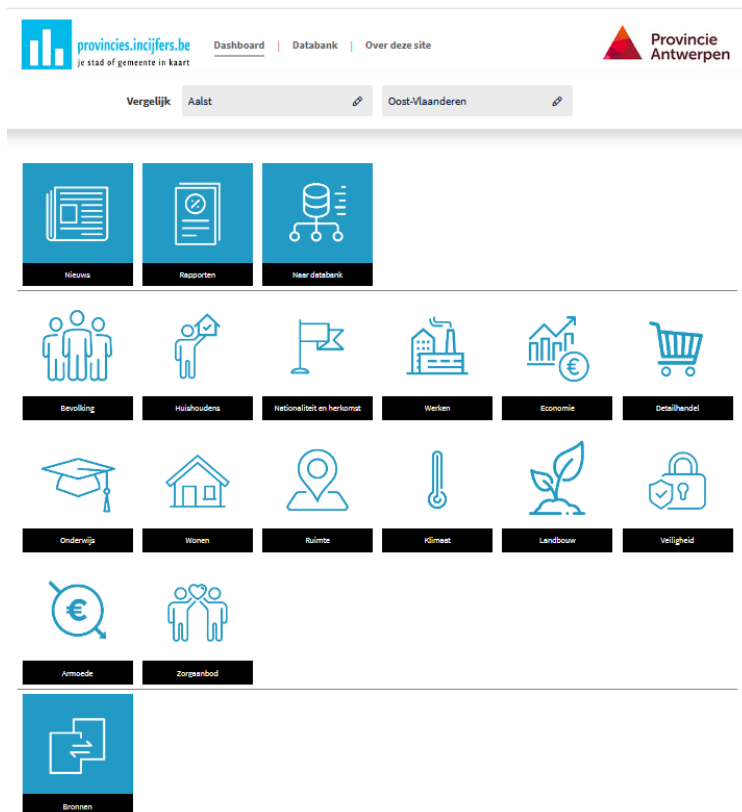 provincies.incijfers.be
je stad of gemeente in kaart
Dashboard | Databank | Over deze site
Provincie
Antwerpen
Vergelijk Aalst Oost-Vlaanderen
Nieuws Rapporten Naar databank
Bevolking Huishoudens Nationaliteit en herkomst Werken Economie Detailhandel
Onderwijs Wonen Ruimte Klimaat Landbouw Veiligheid
Armoede Zorgaanbod
Bronnen